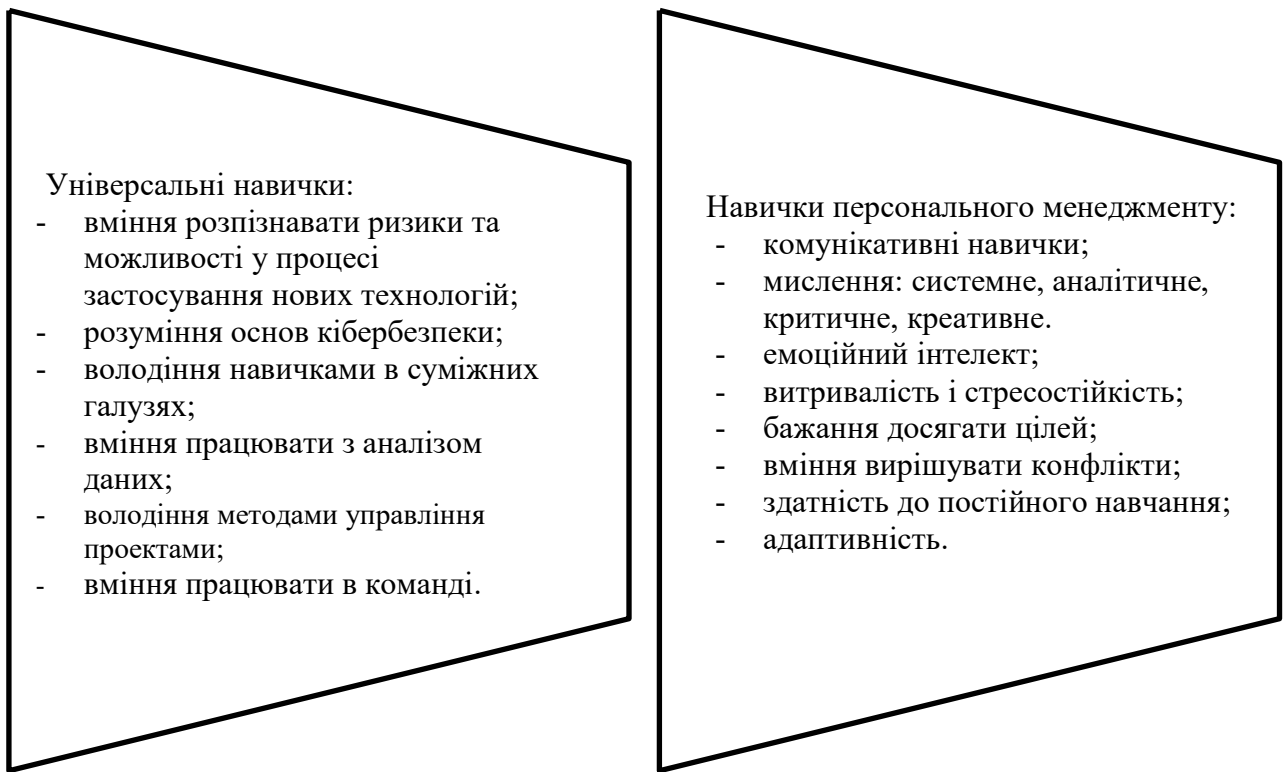 Універсальні навички:
- вміння розпізнавати ризики та
можливості у процесі
застосування нових технологій;
- розуміння основ кібербезпеки;
- володіння навичками в суміжних
галузях;
- вміння працювати з аналізом
даних;
- володіння методами управління
проектами;
- вміння працювати в команді.
Навички персонального менеджменту:
- комунікативні навички;
- мислення: системне, аналітичне,
критичне, креативне.
- емоційний інтелект;
- витривалість і стресостійкість;
- бажання досягати цілей;
- вміння вирішувати конфлікти;
- здатність до постійного навчання;
- адаптивність.